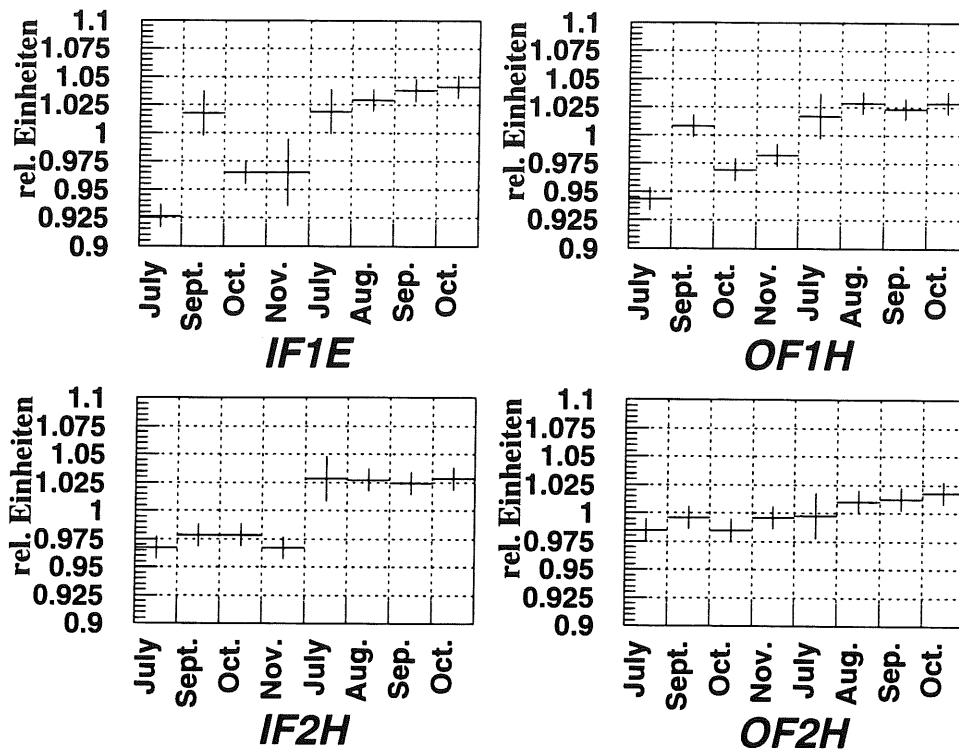 rel. Einheiten
1.1
1.075
1.05
1.025
1
0.975
0.95
0.925
0.9
July
Sept.
Oct.
Nov.
July
Aug.
Sep.
Oct.
IF1E
rel. Einheiten
1.1
1.075
1.05
1.025
1
0.975
0.95
0.925
0.9
July
Sept.
Oct.
Nov.
July
Aug.
Sep.
Oct.
OF1H
rel. Einheiten
1.1
1.075
1.05
1.025
1
0.975
0.95
0.925
0.9
July
Sept.
Oct.
Nov.
July
Aug.
Sep.
Oct.
IF2H
rel. Einheiten
1.1
1.075
1.05
1.025
1
0.975
0.95
0.925
0.9
July
Sept.
Oct.
Nov.
July
Aug.
Sep.
Oct.
OF2H